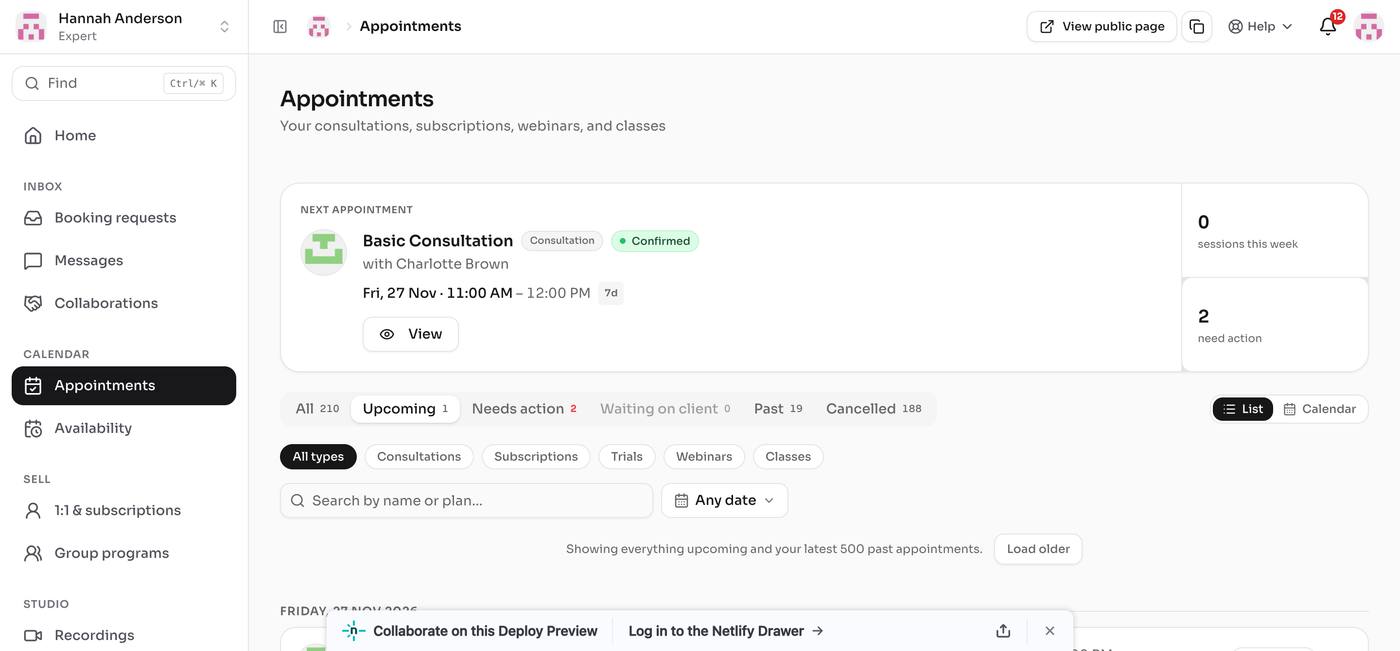 Hannah Anderson
Expert
Find
Ctrl/⌘ K
Home
INBOX
Booking requests
Messages
Collaborations
CALENDAR
Appointments
Availability
SELL
1:1 & subscriptions
Group programs
STUDIO
Recordings
Appointments
View public page
Help
12
Appointments
Your consultations, subscriptions, webinars, and classes
NEXT APPOINTMENT
Basic Consultation Consultation Confirmed
with Charlotte Brown
Fri, 27 Nov · 11:00 AM – 12:00 PM 7d
View
0
sessions this week
2
need action
All 210 Upcoming 1 Needs action 2 Waiting on client 0 Past 19 Cancelled 188
List Calendar
All types Consultations Subscriptions Trials Webinars Classes
Search by name or plan...
Any date
Showing everything upcoming and your latest 500 past appointments. Load older
FRIDAY, 27 NOV 2026
Collaborate on this Deploy Preview
Log in to the Netlify Drawer →